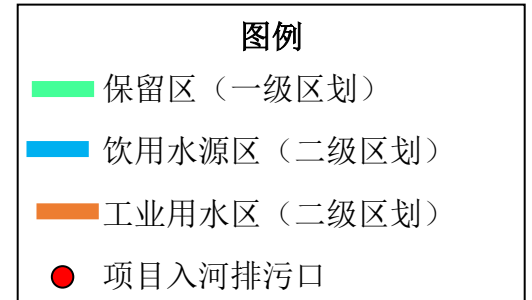 图例
保留区（一级区划）
饮用水源区（二级区划）
工业用水区（二级区划）
项目入河排污口